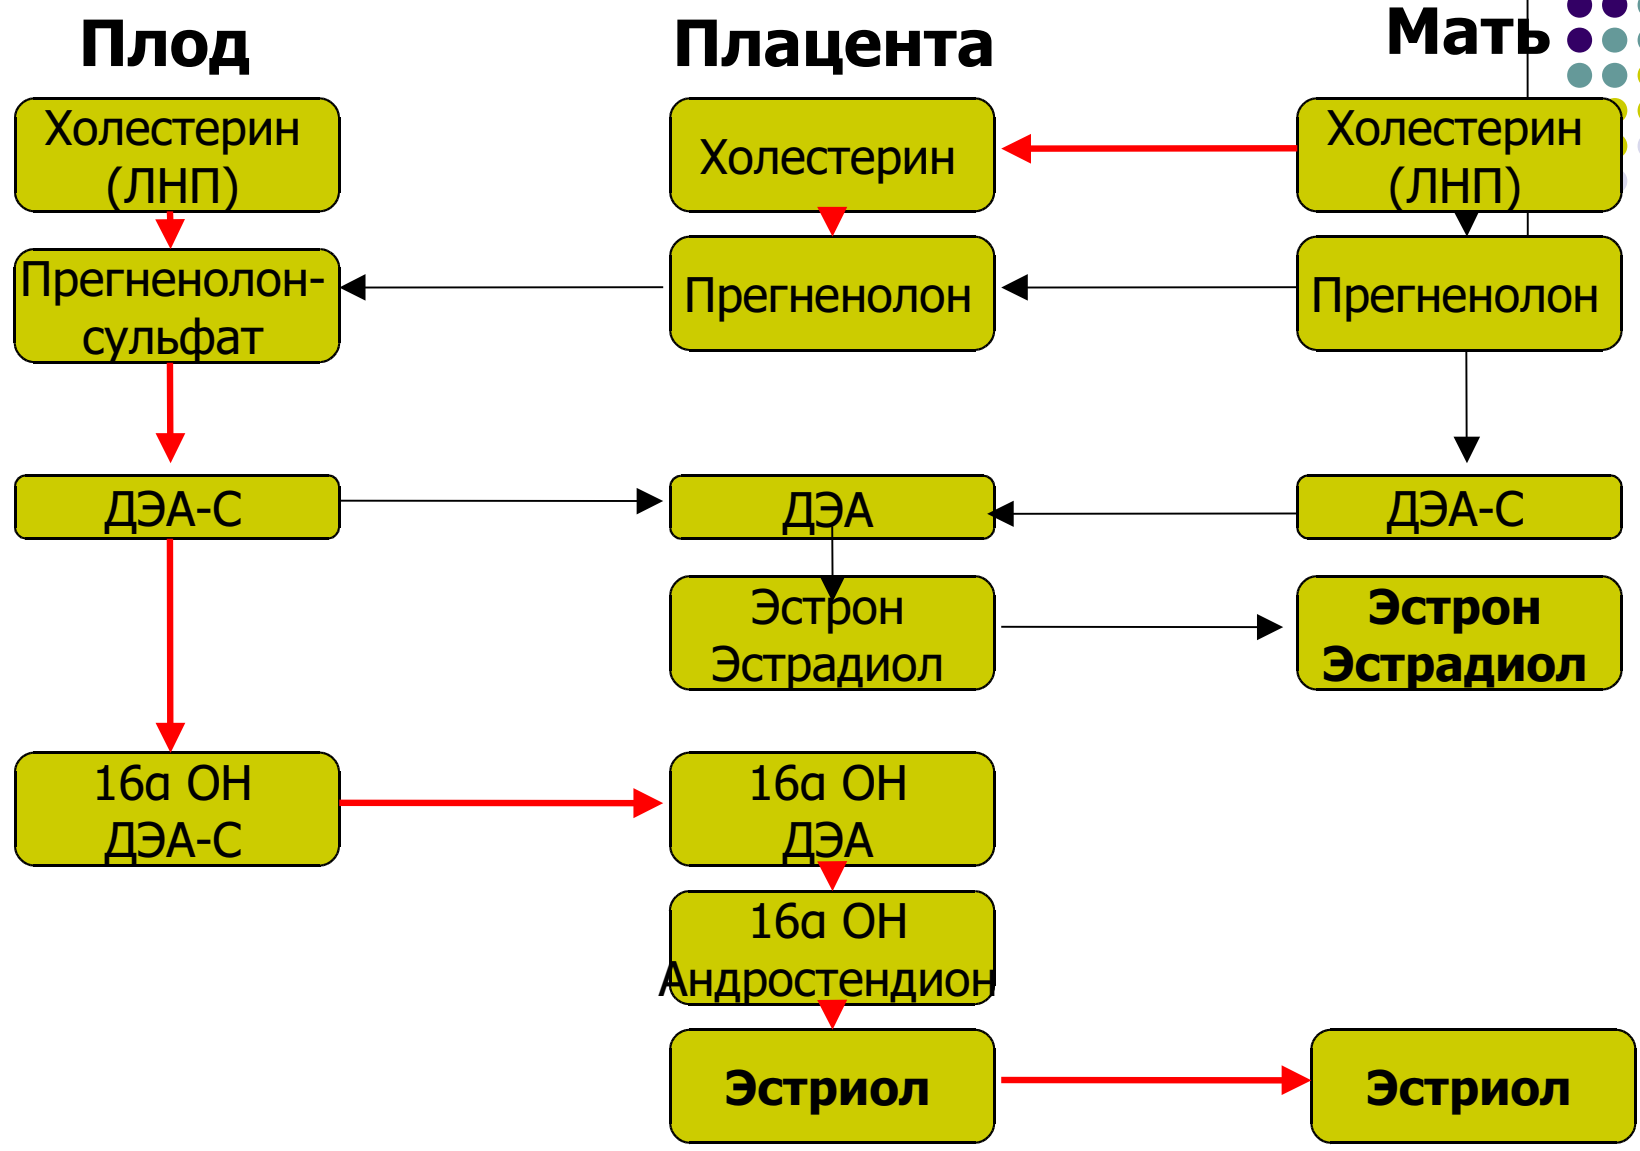 Плод
Плацента
Мать
Холестерин
(ЛНП)
Холестерин
Холестерин
(ЛНП)
Прегненолон-
сульфат
Прегненолон
Прегненолон
ДЭА-С
ДЭА
ДЭА-С
Эстрон
Эстрадиол
Эстрон
Эстрадиол
16α ОН
ДЭА-С
16α ОН
ДЭА
16α ОН
Андростендион
Эстриол
Эстриол